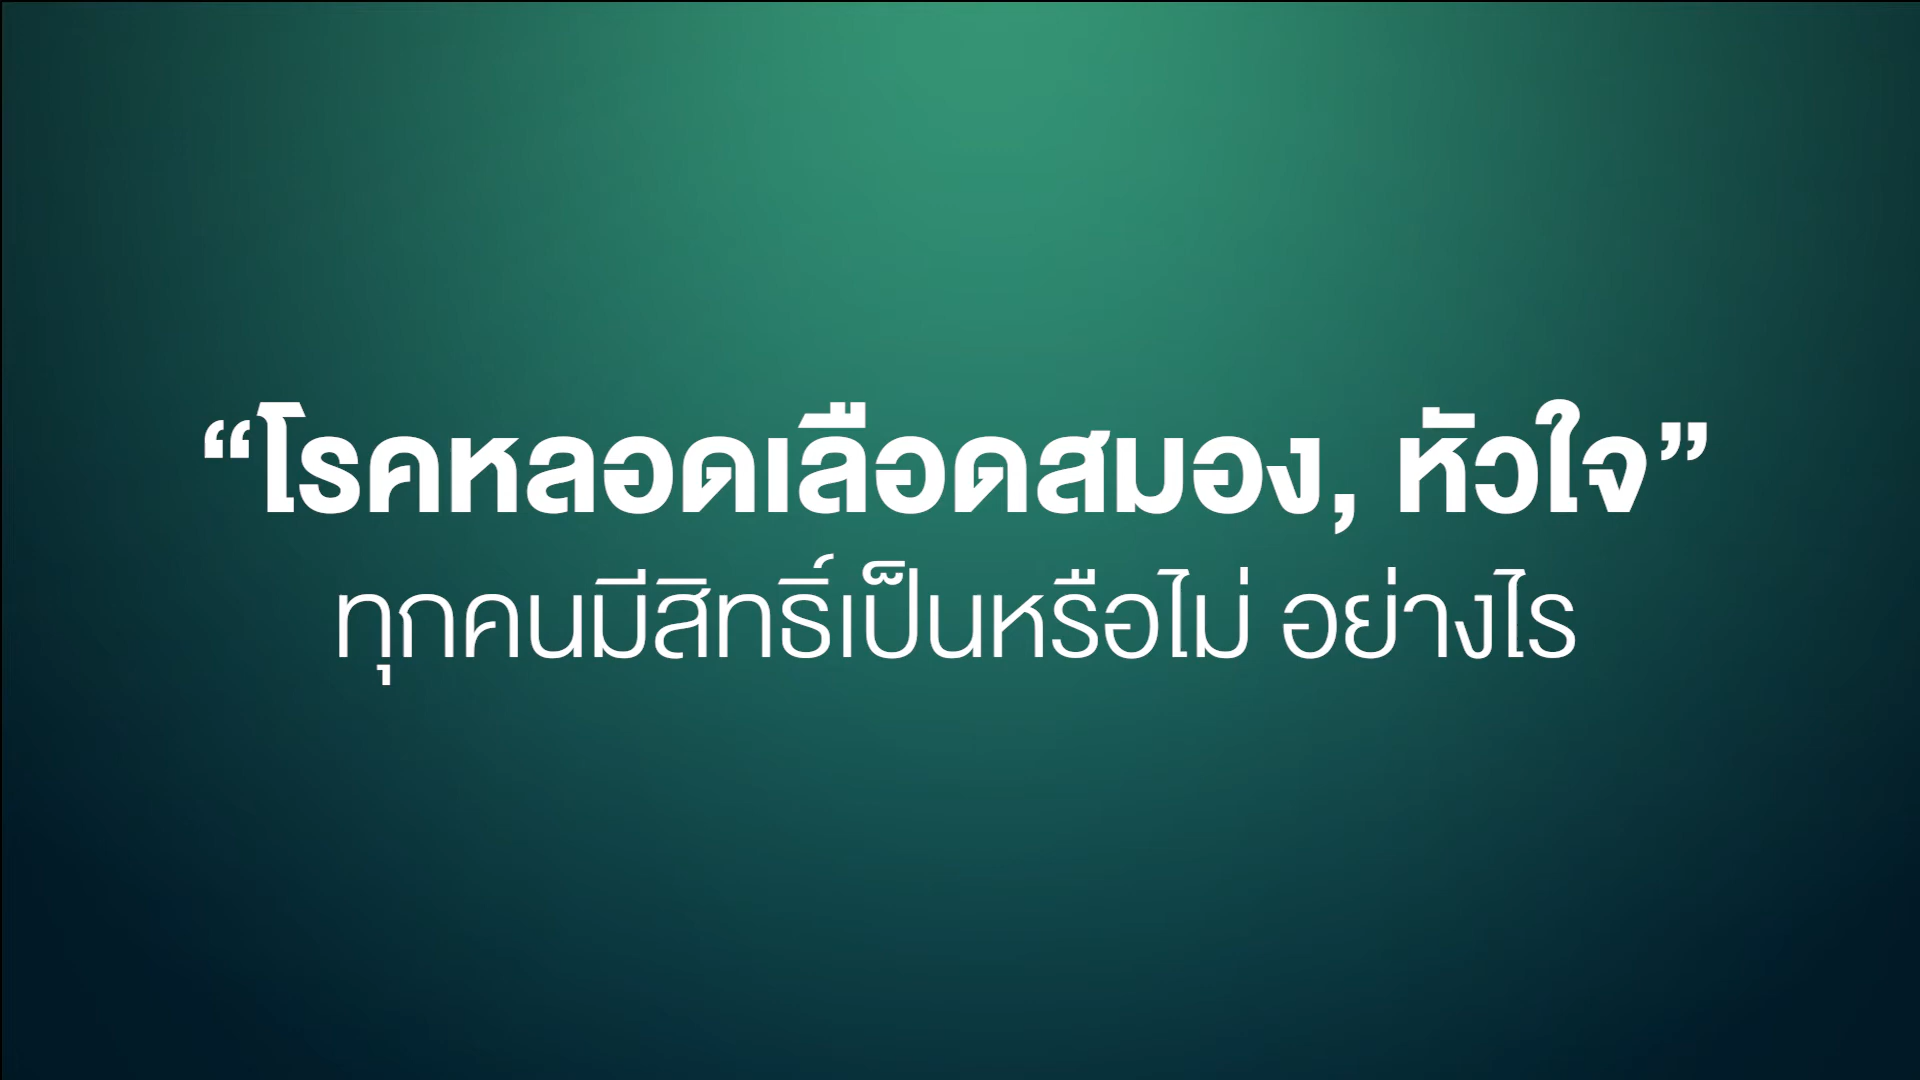 “โรคหลอดเลือดสมอง, หัวใจ”
ทุกคนมีสิทธิ์เป็นหรือไม่ อย่างไร